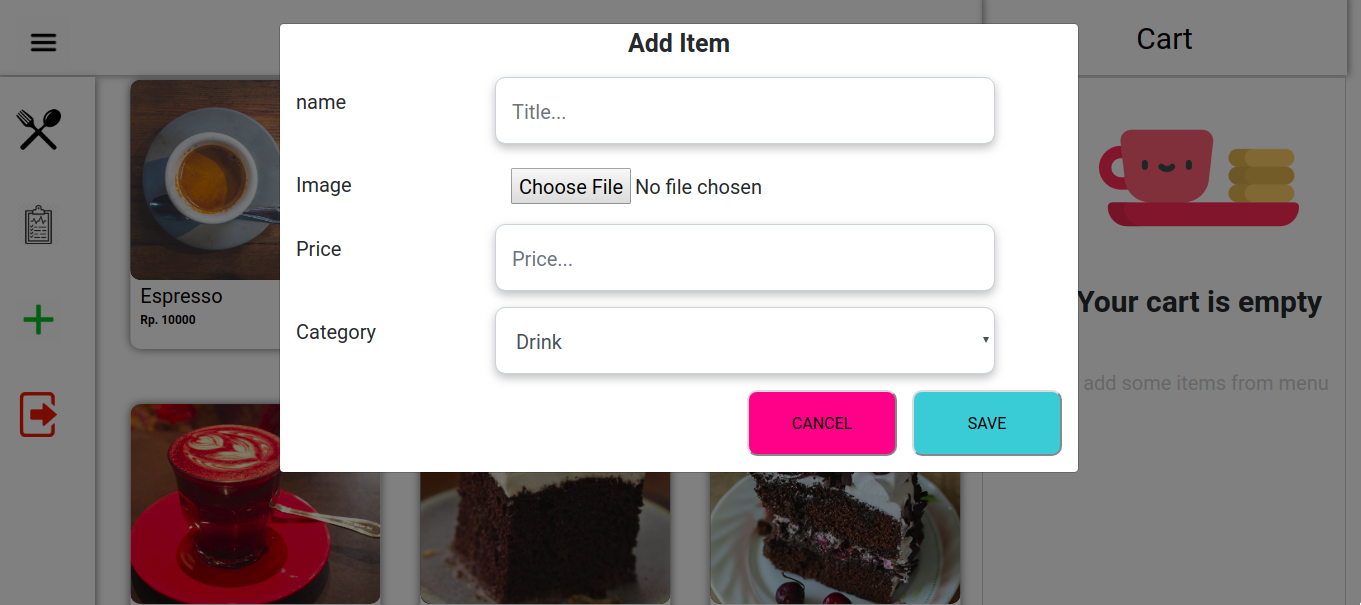 Add Item
name
Title...
Image
Choose File No file chosen
Price
Price...
Category
Drink
CANCEL
SAVE
Espresso
Rp. 10000
Cart
Your cart is empty
add some items from menu